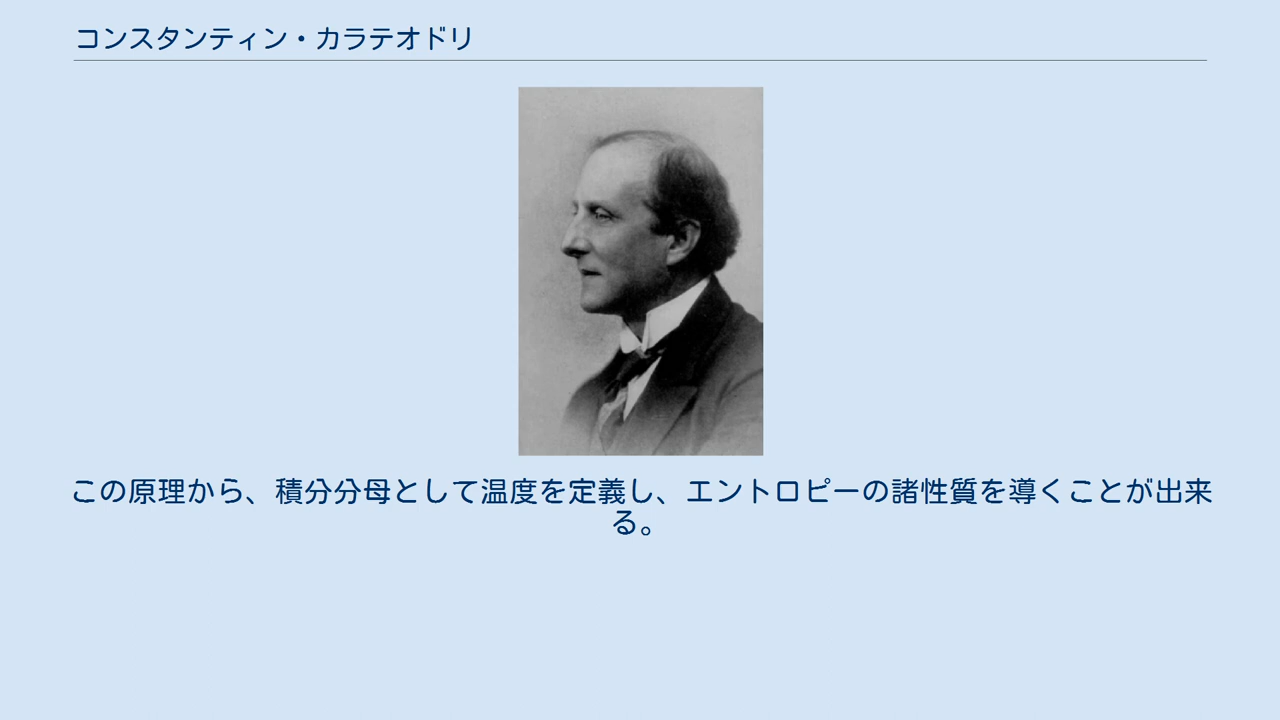 コンスタンティン・カラテオドリ
この原理から、積分分母として温度を定義し、エントロピーの諸性質を導くことが出来
る。